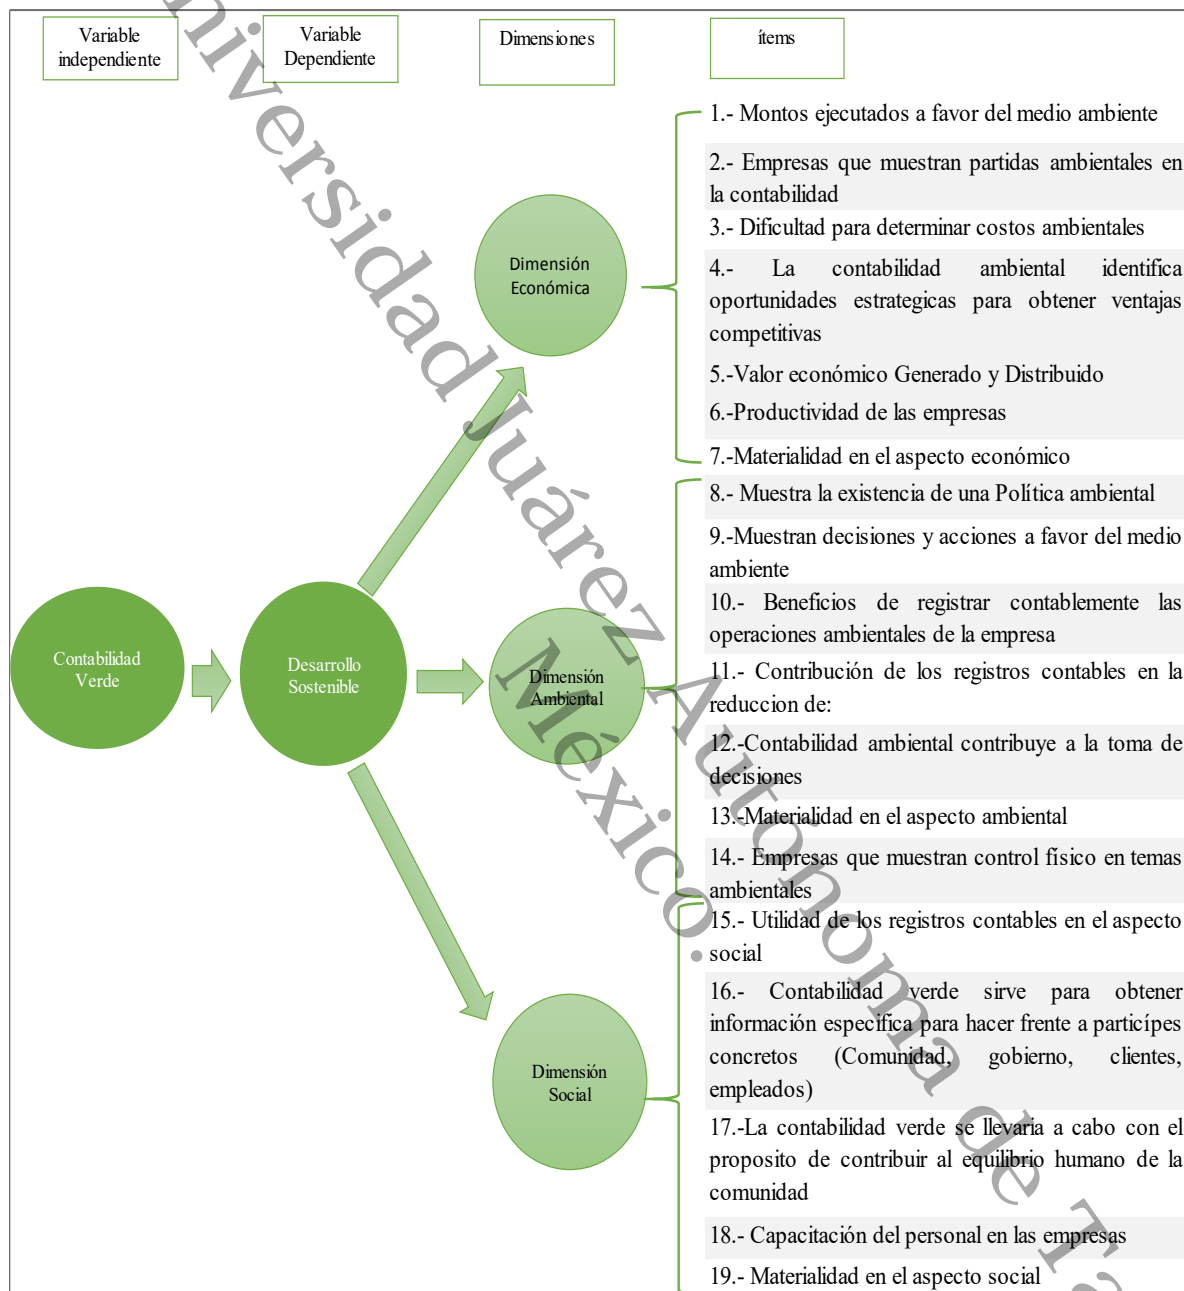 Variable
independiente
Variable
Dependiente
Dimensiones
ítems
1.- Montos ejecutados a favor del medio ambiente
2.- Empresas que muestran partidas ambientales en
la contabilidad
3.- Dificultad para determinar costos ambientales
4.- La contabilidad ambiental identifica
oportunidades estrategicas para obtener ventajas
competitivas
5.-Valor económico Generado y Distribuido
6.-Productividad de las empresas
7.-Materialidad en el aspecto económico
Dimensión
Económica
8.- Muestra la existencia de una Política ambiental
9.-Muestran decisiones y acciones a favor del medio
ambiente
10.- Beneficios de registrar contablemente las
operaciones ambientales de la empresa
11.- Contribución de los registros contables en la
reduccion de:
12.-Contabilidad ambiental contribuye a la toma de
decisiones
13.-Materialidad en el aspecto ambiental
14.- Empresas que muestran control físico en temas
ambientales
Contabilidad
Verde
Desarrollo
Sostenible
Dimensión
Ambiental
15.- Utilidad de los registros contables en el aspecto
social
16.- Contabilidad verde sirve para obtener
información especifica para hacer frente a particípes
concretos (Comunidad, gobierno, clientes,
empleados)
17.-La contabilidad verde se llevaria a cabo con el
proposito de contribuir al equilibrio humano de la
comunidad
18.- Capacitación del personal en las empresas
19.- Materialidad en el aspecto social
Dimensión
Social
Juárez Autónoma de
México.